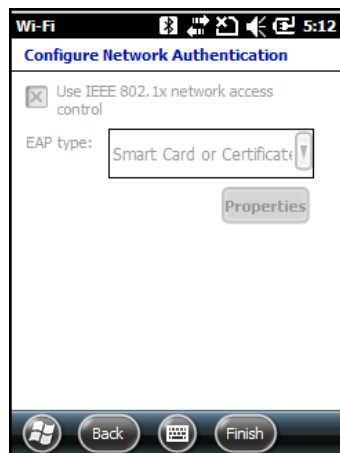 Wi-Fi 5:12
Configure Network Authentication
Use IEEE 802.1x network access
control
EAP type: Smart Card or Certificate
Properties
Back Finish